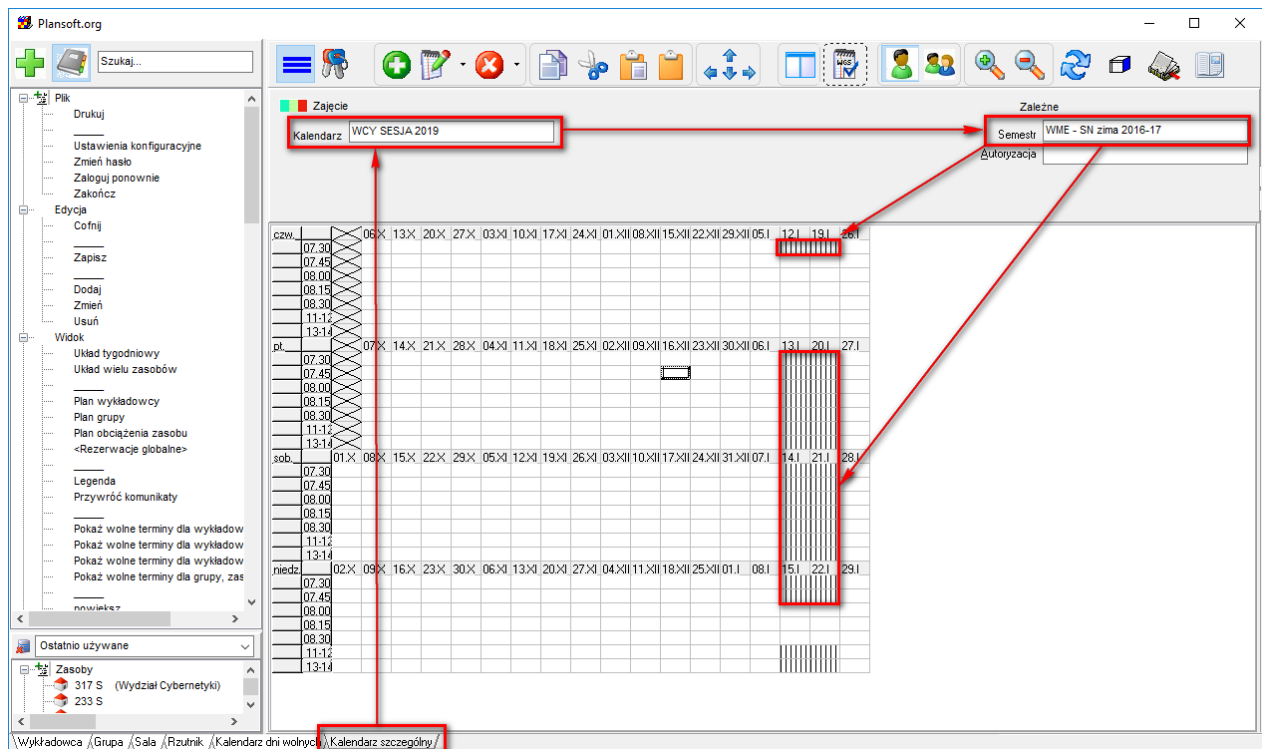 Plansoft.org
Szukaj...
WGS
Plik
Drukuj
Ustawienia konfiguracyjne
Zmień hasło
Zaloguj ponownie
Zakończ
Edycja
Cofnij
Zapisz
Dodaj
Zmień
Usuń
Widok
Układ tygodniowy
Układ wielu zasobów
Plan wykładowcy
Plan grupy
Plan obciążenia zasobu
<Rezerwacje globalne>
Legenda
Przywróć komunikaty
Pokaż wolne terminy dla wykładow
Pokaż wolne terminy dla wykładow
Pokaż wolne terminy dla wykładow
Pokaż wolne terminy dla grupy, zas
powiększ
Ostatnio używane
Zasoby
317 S (Wydział Cybernetyki)
233 S
Zajęcie
Kalendarz WCY SESJA 2019
Zależne
Semestr WME - SN zima 2016-17
Autoryzacja
czw. 06.X 13.X 20.X 27.X 03.XI 10.XI 17.XI 24.XI 01.XII 08.XII 15.XII 22.XII 29.XII 05.I 12.I 19.I 26.I
07.30
07.45
08.00
08.15
08.30
11-12
13-14
pt. 07.X 14.X 21.X 28.X 04.XI 11.XI 18.XI 25.XI 02.XII 09.XII 16.XII 23.XII 30.XII 06.I 13.I 20.I 27.I
07.30
07.45
08.00
08.15
08.30
11-12
13-14
sob. 01.X 08.X 15.X 22.X 29.X 05.XI 12.XI 19.XI 26.XI 03.XII 10.XII 17.XII 24.XII 31.XII 07.I 14.I 21.I 28.I
07.30
07.45
08.00
08.15
08.30
11-12
13-14
niedz. 02.X 09.X 16.X 23.X 30.X 06.XI 13.XI 20.XI 27.XI 04.XII 11.XII 18.XII 25.XII 01.I 08.I 15.I 22.I 29.I
07.30
07.45
08.00
08.15
08.30
11-12
13-14
Wykładowca Grupa Sala Rzutnik Kalendarz dni wolnych Kalendarz szczególny